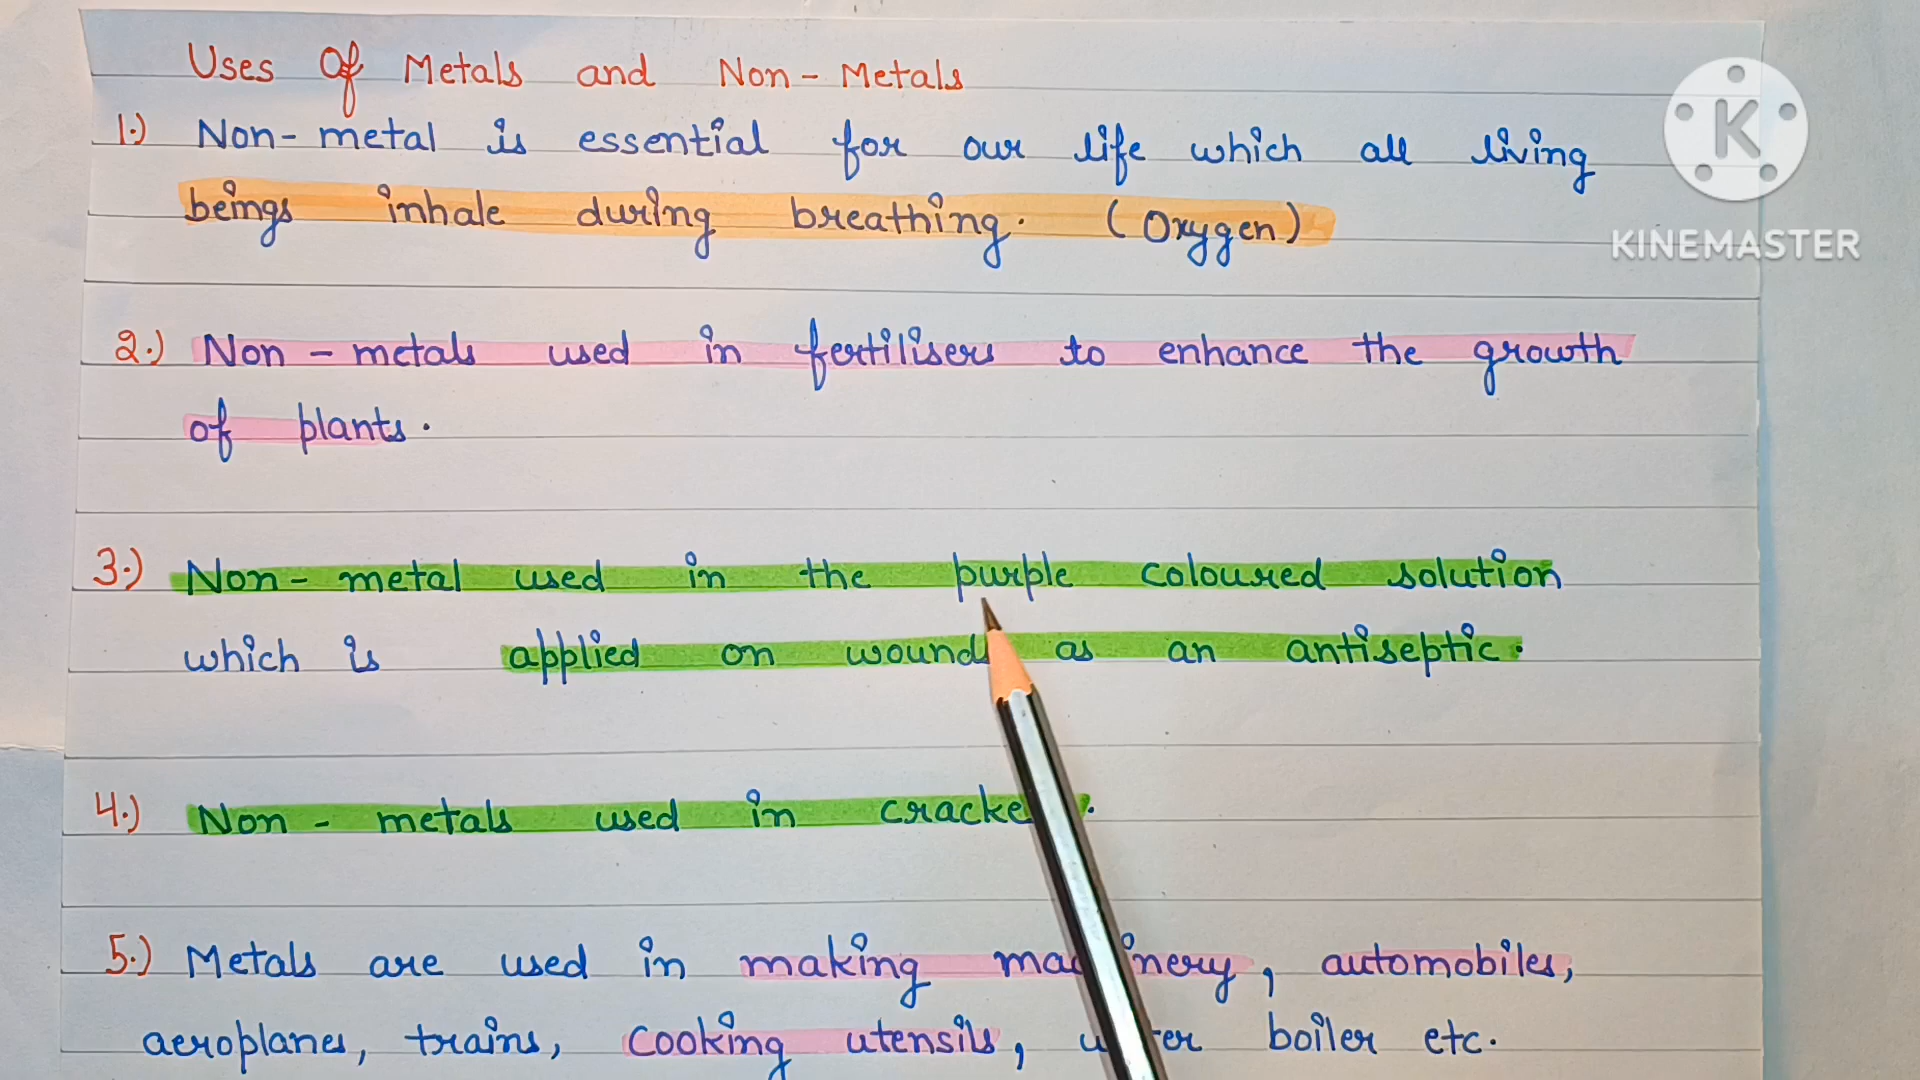 Uses Of Metals and Non-Metals
1.) Non-metal is essential for our life which all living
beings inhale during breathing. (Oxygen)
2.) Non-metals used in fertilisers to enhance the growth
of plants.
3.) Non-metal used in the purple coloured solution
which is applied on wound as an antiseptic.
4.) Non-metals used in
5.) Metals are used in making , automobiles,
aeroplanes, trains, cooking utensils, boiler etc.
K
KINEMASTER